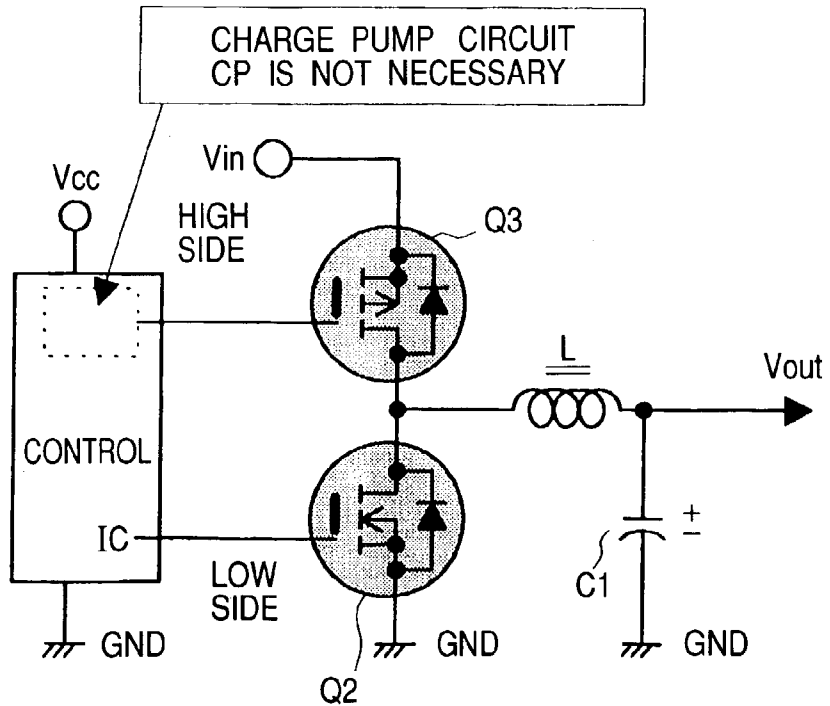 CHARGE PUMP CIRCUIT
CP IS NOT NECESSARY
Vin
Vcc
HIGH
SIDE
Q3
L
Vout
CONTROL
IC
+
-
C1
LOW
SIDE
GND
GND
GND
Q2